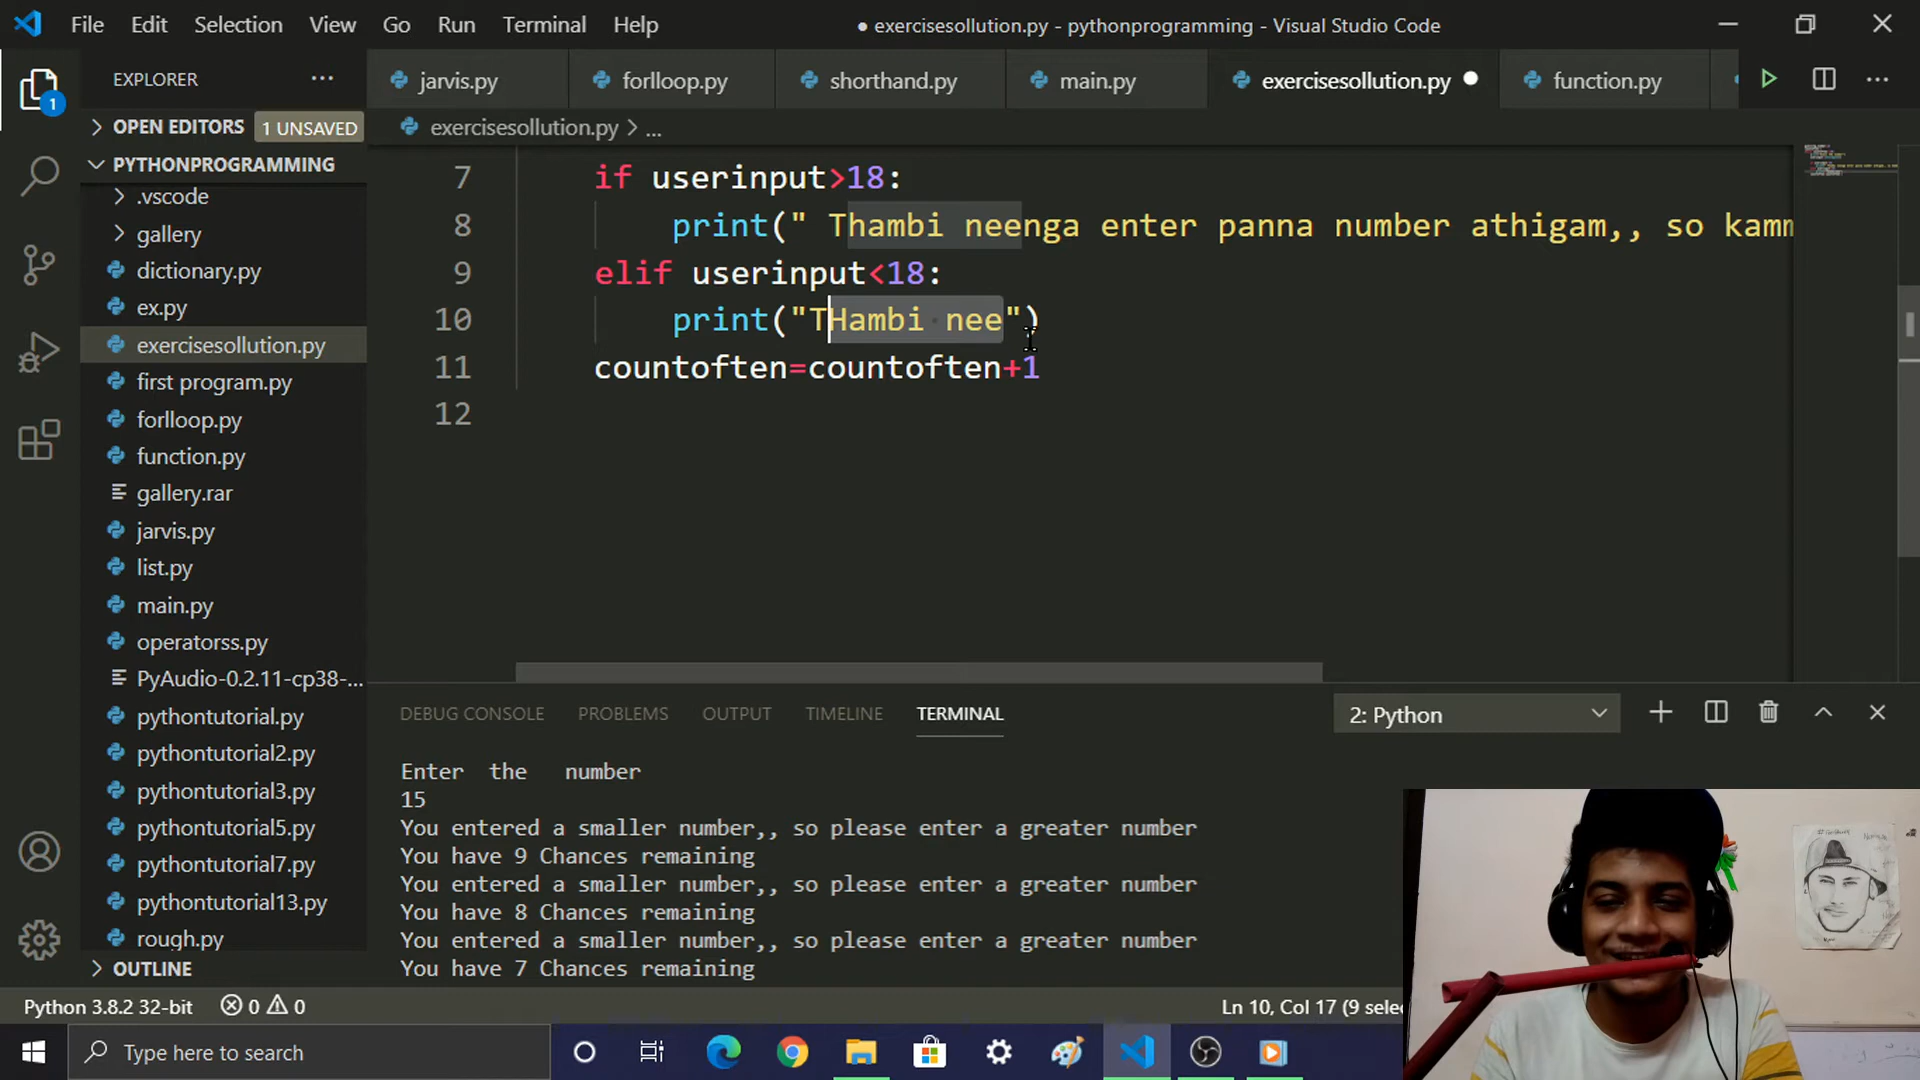 File Edit Selection View Go Run Terminal Help ● exercisesollution.py - pythonprogramming - Visual Studio Code
EXPLORER ...
jarvis.py forlloop.py shorthand.py main.py exercisesollution.py function.py
OPEN EDITORS 1 UNSAVED
exercisesollution.py > ...
PYTHONPROGRAMMING
.vscode
gallery
dictionary.py
ex.py
exercisesollution.py
first program.py
forlloop.py
function.py
gallery.rar
jarvis.py
list.py
main.py
operatorss.py
PyAudio-0.2.11-cp38-...
pythontutorial.py
pythontutorial2.py
pythontutorial3.py
pythontutorial5.py
pythontutorial7.py
pythontutorial13.py
rough.py
OUTLINE
1
7 if userinput>18:
8 print(" Thambi neenga enter panna number athigam,, so kamm
9 elif userinput<18:
10 print("THambi nee")
11 countoften=countoften+1
12
DEBUG CONSOLE PROBLEMS OUTPUT TIMELINE TERMINAL 2: Python
Enter the number
15
You entered a smaller number,, so please enter a greater number
You have 9 Chances remaining
You entered a smaller number,, so please enter a greater number
You have 8 Chances remaining
You entered a smaller number,, so please enter a greater number
You have 7 Chances remaining
Python 3.8.2 32-bit 0 0 Ln 10, Col 17 (9 selec
Type here to search